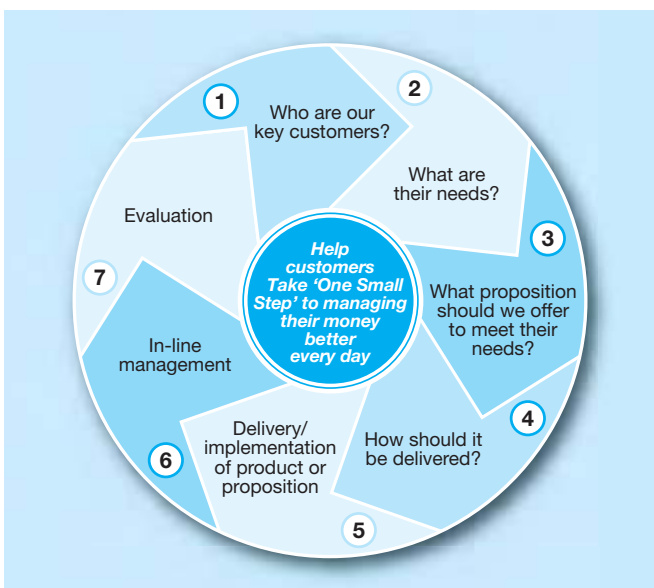 1
Who are our
key customers?
2
What are
their needs?
3
What proposition
should we offer
to meet their
needs?
4
How should it
be delivered?
5
Delivery/
implementation
of product or
proposition
6
In-line
management
7
Evaluation
Help
customers
Take ‘One Small
Step’ to managing
their money
better
every day